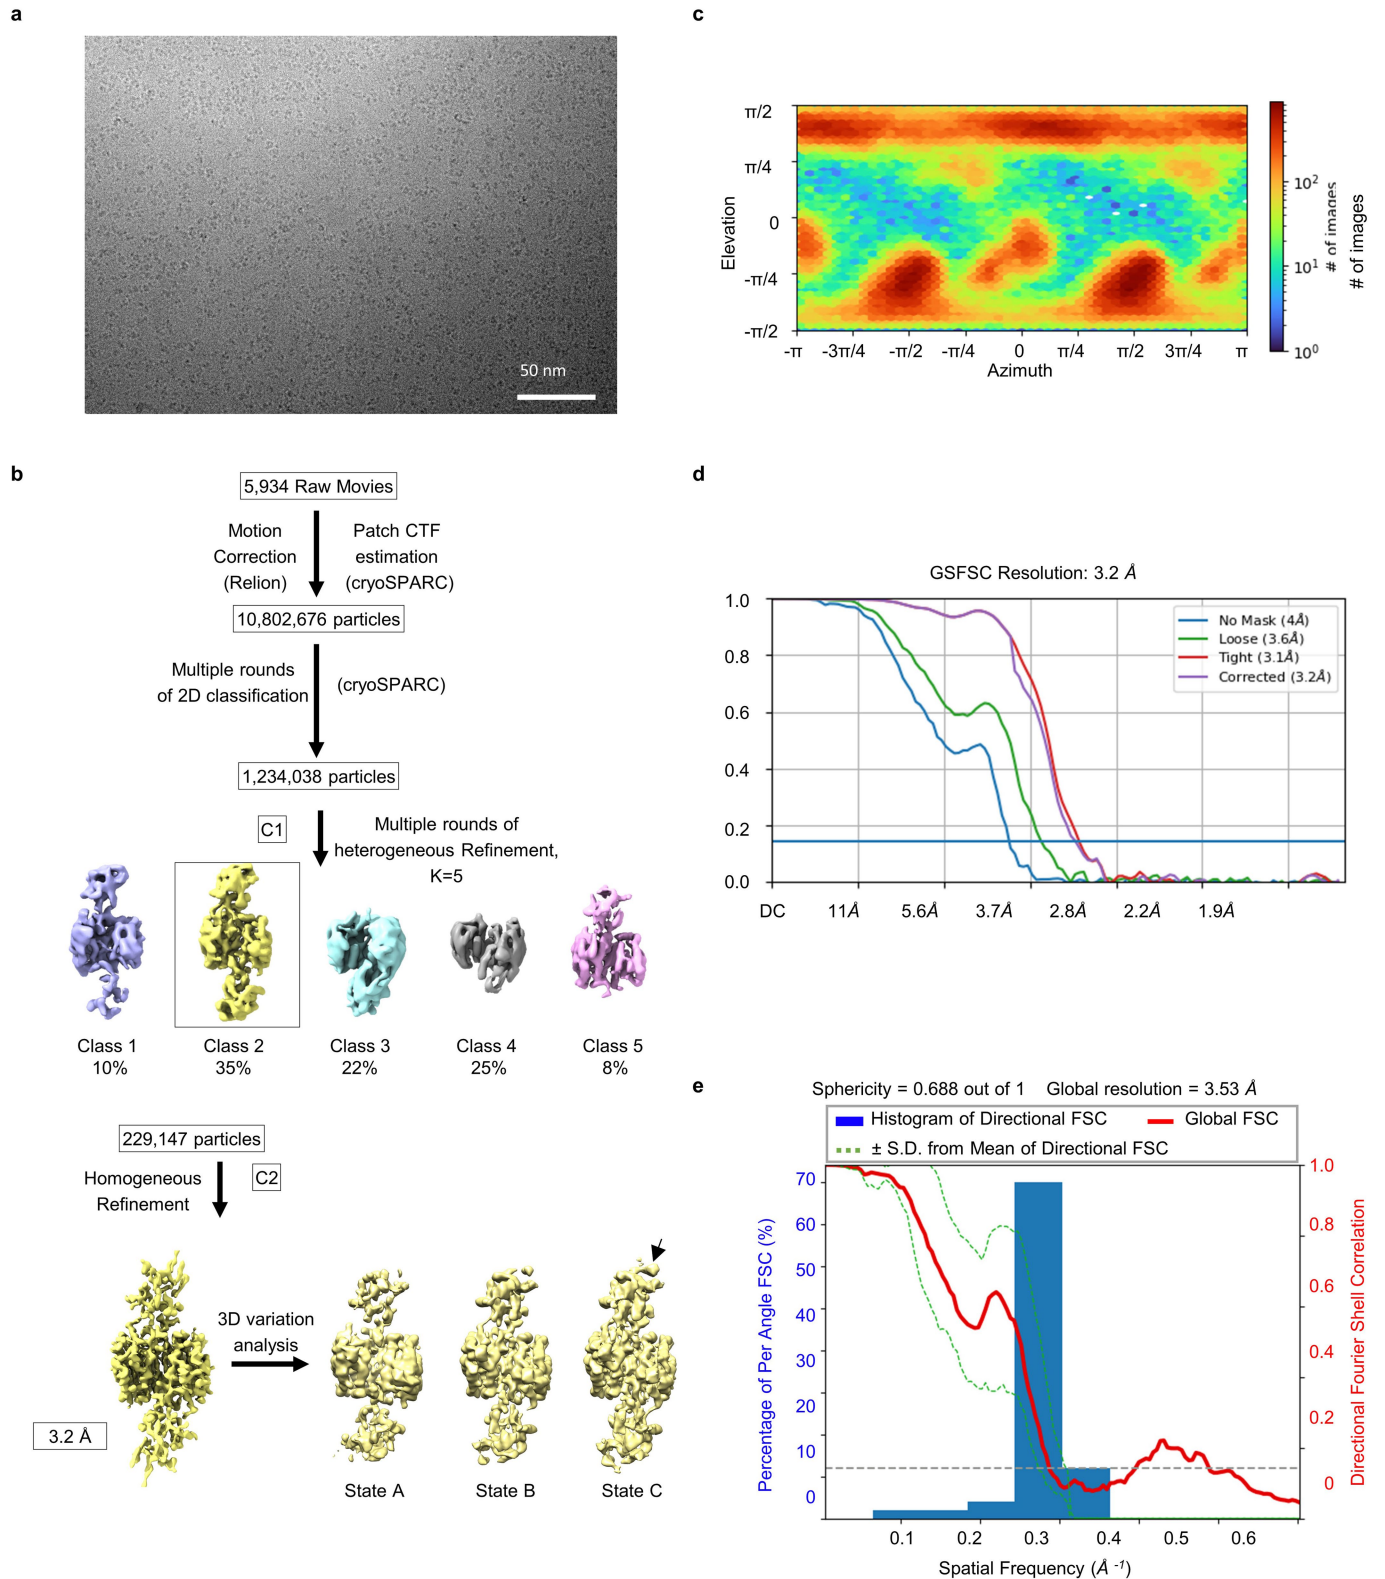 a
50 nm
b
5,934 Raw Movies
Motion
Correction
(Relion)
Patch CTF
estimation
(cryoSPARC)
10,802,676 particles
Multiple rounds
of 2D classification
(cryoSPARC)
1,234,038 particles
C1
Multiple rounds of
heterogeneous Refinement,
K=5
Class 1
10%
Class 2
35%
Class 3
22%
Class 4
25%
Class 5
8%
229,147 particles
Homogeneous
Refinement
C2
3D variation
analysis
3.2 Å
State A
State B
State C
c
π/2
π/4
0
-π/4
-π/2
Elevation
-π
-3π/4
-π/2
-π/4
0
π/4
π/2
3π/4
π
Azimuth
10²
10¹
10⁰
# of images
# of images
d
GSFSC Resolution: 3.2 Å
1.0
0.8
0.6
0.4
0.2
0.0
No Mask (4Å)
Loose (3.6Å)
Tight (3.1Å)
Corrected (3.2Å)
DC
11Å
5.6Å
3.7Å
2.8Å
2.2Å
1.9Å
e
Sphericity = 0.688 out of 1 Global resolution = 3.53 Å
Histogram of Directional FSC
Global FSC
± S.D. from Mean of Directional FSC
70
60
50
40
30
20
10
0
Percentage of Per Angle FSC (%)
1.0
0.8
0.6
0.4
0.2
0
Directional Fourier Shell Correlation
0.1
0.2
0.3
0.4
0.5
0.6
Spatial Frequency (Å ⁻¹)